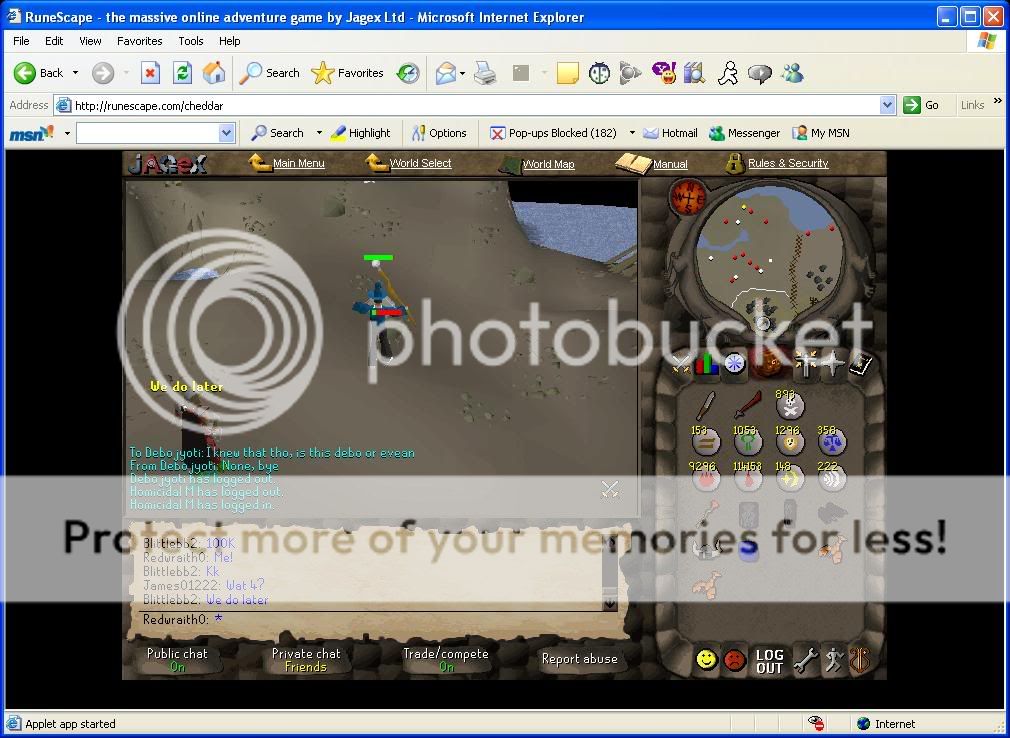 RuneScape - the massive online adventure game by Jagex Ltd - Microsoft Internet Explorer
File Edit View Favorites Tools Help
Back Search Favorites
Address http://runescape.com/cheddar Go Links »
msn Search Highlight Options Pop-ups Blocked (182) Hotmail Messenger My MSN
JAGEX Main Menu World Select World Map Manual Rules & Security
photobucket
We do later
893
153 1053 1296 358
9296 114153 148 222
To Debo jyoti: I knew that tho, is this debo or evean
From Debo jyoti: None, bye
Debo jyoti has logged out.
Homicidal M has logged out.
Homicidal M has logged in.
Protect more of your memories for less!
Blittlebb2: 100K
Redwraith0: Me!
Blittlebb2: Kk
James01222: Wat 4?
Blittlebb2: We do later
Redwraith0: *
Public chat
On
Private chat
Friends
Trade/compete
On
Report abuse
LOG
OUT
Applet app started Internet